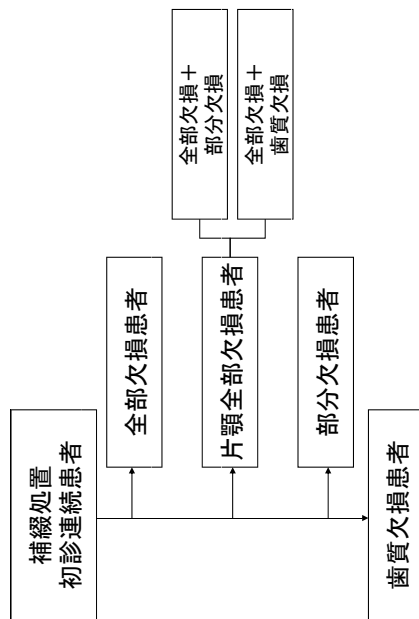 補綴処置
初診連続患者
全部欠損患者
片顎全部欠損患者
全部欠損＋
部分欠損
全部欠損＋
歯質欠損
部分欠損患者
歯質欠損患者